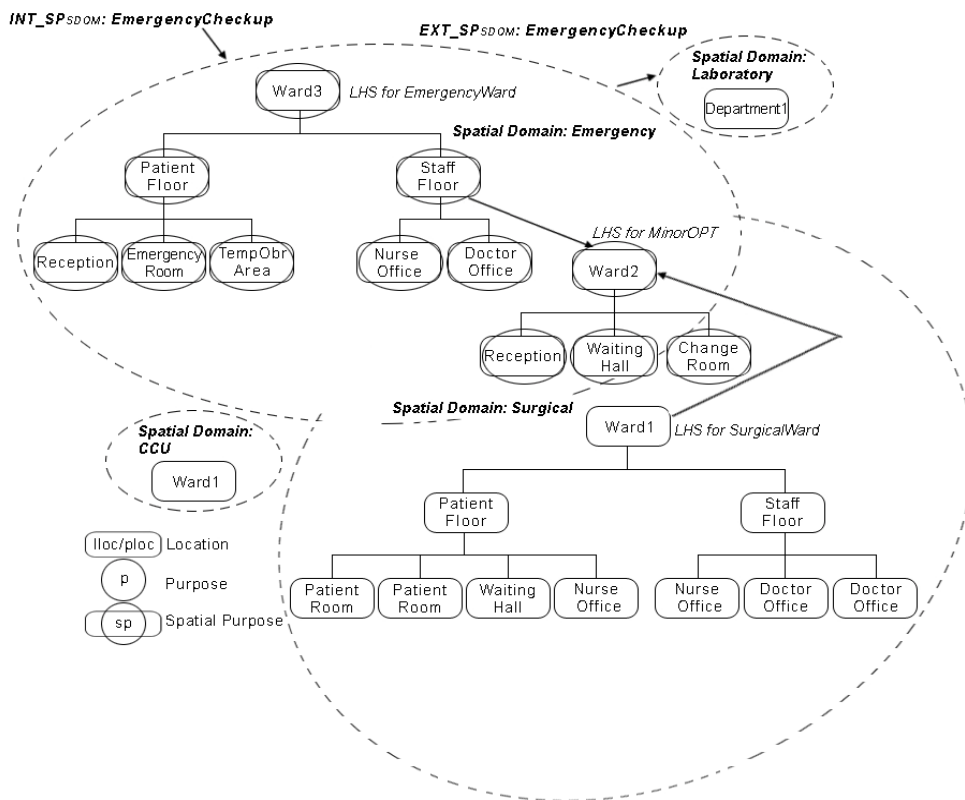 INT_SPSDOM: EmergencyCheckup
EXT_SPSDOM: EmergencyCheckup
Spatial Domain:
Laboratory
Department1
Ward3
LHS for EmergencyWard
Spatial Domain: Emergency
Patient
Floor
Staff
Floor
Reception
Emergency
Room
TempObr
Area
Nurse
Office
Doctor
Office
LHS for MinorOPT
Ward2
Reception
Waiting
Hall
Change
Room
Spatial Domain: Surgical
Ward1
LHS for SurgicalWard
Spatial Domain:
CCU
Ward1
Patient
Floor
Staff
Floor
Patient
Room
Patient
Room
Waiting
Hall
Nurse
Office
Nurse
Office
Doctor
Office
Doctor
Office
lloc/ploc
Location
p
Purpose
sp
Spatial Purpose